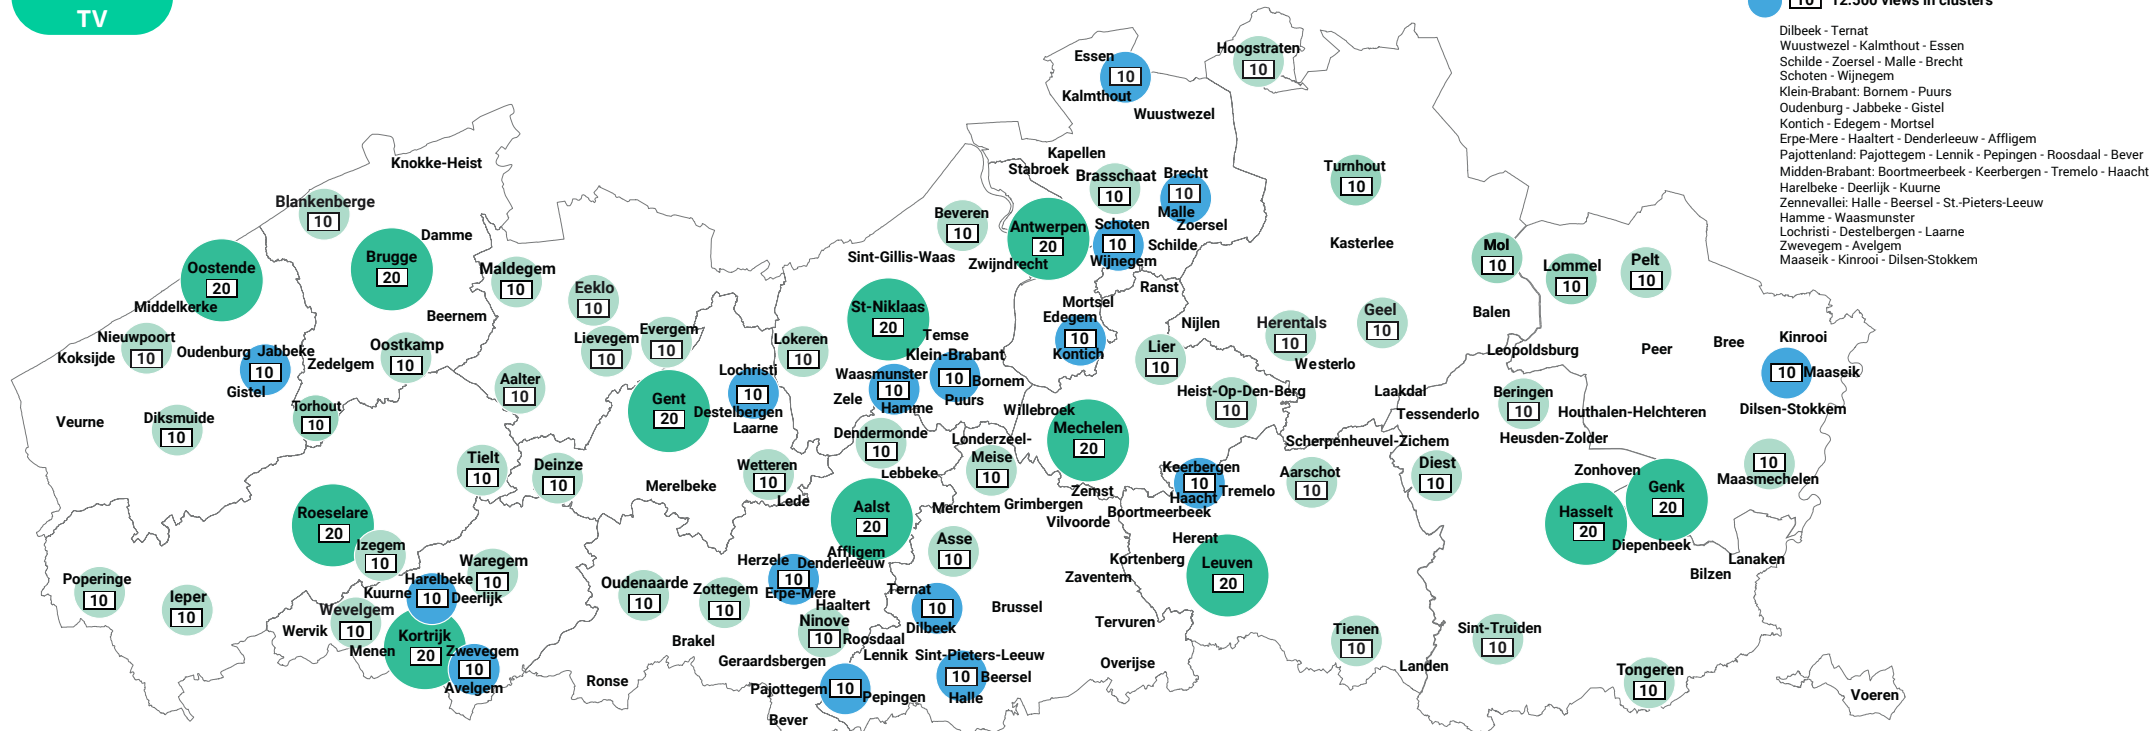 TV
10 12.500 views in clusters
Dilbeek - Ternat
Wuustwezel - Kalmthout - Essen
Schilde - Zoersel - Malle - Brecht
Schoten - Wijnegem
Klein-Brabant: Bornem - Puurs
Oudenburg - Jabbeke - Gistel
Kontich - Edegem - Mortsel
Erpe-Mere - Haaltert - Denderleeuw - Affligem
Pajottenland: Pajottegem - Lennik - Pepingen - Roosdaal - Bever
Midden-Brabant: Boortmeerbeek - Keerbergen - Tremelo - Haacht
Harelbeke - Deerlijk - Kuurne
Zennevallei: Halle - Beersel - St.-Pieters-Leeuw
Hamme - Waasmunster
Lochristi - Destelbergen - Laarne
Zwevegem - Avelgem
Maaseik - Kinrooi - Dilsen-Stokkem
Essen
10
Kalmthout
Wuustwezel
Hoogstraten
10
Knokke-Heist
Blankenberge
10
Damme
Brugge
20
Oostende
20
Middelkerke
Beernem
Nieuwpoort
10
Koksijde
Oudenburg
Jabbeke
10
Gistel
Zedelgem
Oostkamp
10
Veurne
Diksmuide
10
Torhout
10
Maldegem
10
Eeklo
10
Lievegem
10
Evergem
10
Aalter
10
Gent
20
Lochristi
10
Destelbergen
Laarne
Lokeren
10
Kapellen
Stabroek
Brasschaat
10
Brecht
10
Malle
Zoersel
Beveren
10
Antwerpen
20
Schoten
10
Wijnegem
Schilde
Sint-Gillis-Waas
Zwijndrecht
Ranst
St-Niklaas
20
Temse
Mortsel
Edegem
10
Kontich
Nijlen
Lier
10
Klein-Brabant
10
Bornem
Puurs
Waasmunster
10
Hamme
Zele
Willebroek
Turnhout
10
Kasterlee
Mol
10
Lommel
10
Pelt
10
Geel
10
Herentals
10
Westerlo
Balen
Leopoldsburg
Peer
Bree
Kinrooi
10
Maaseik
Dilsen-Stokkem
Heist-Op-Den-Berg
10
Laakdal
Tessenderlo
Beringen
10
Houthalen-Helchteren
Heusden-Zolder
Scherpenheuvel-Zichem
Mechelen
20
Dendermonde
10
Lebbeke
Londerzeel-
Meise
10
Tielt
10
Deinze
10
Merelbeke
Wetteren
10
Lede
Aalst
20
Merchtem
Grimbergen
Zemst
Vilvoorde
Keerbergen
10
Haacht
Tremelo
Boortmeerbeek
Aarschot
10
Diest
10
Zonhoven
Genk
20
10
Maasmechelen
Hasselt
20
Diepenbeek
Lanaken
Bilzen
Roeselare
20
Izegem
10
Waregem
10
Harelbeke
10
Kuurne
Deerlijk
Poperinge
10
Ieper
10
Wevelgem
10
Wervik
Menen
Kortrijk
20
Zwevegem
10
Avelgem
Oudenaarde
10
Zottegem
10
Herzele
10
Erpe-Mere
Affligem
Denderleeuw
Haaltert
Ninove
10
Roosdaal
Asse
10
Ternat
10
Dilbeek
Brussel
Herent
Kortenberg
Zaventem
Leuven
20
Tervuren
Overijse
Brakel
Geraardsbergen
Lennik
Ronse
Pajottegem
10
Pepingen
Bever
Sint-Pieters-Leeuw
10
Beersel
Halle
Tienen
10
Landen
Sint-Truiden
10
Tongeren
10
Voeren